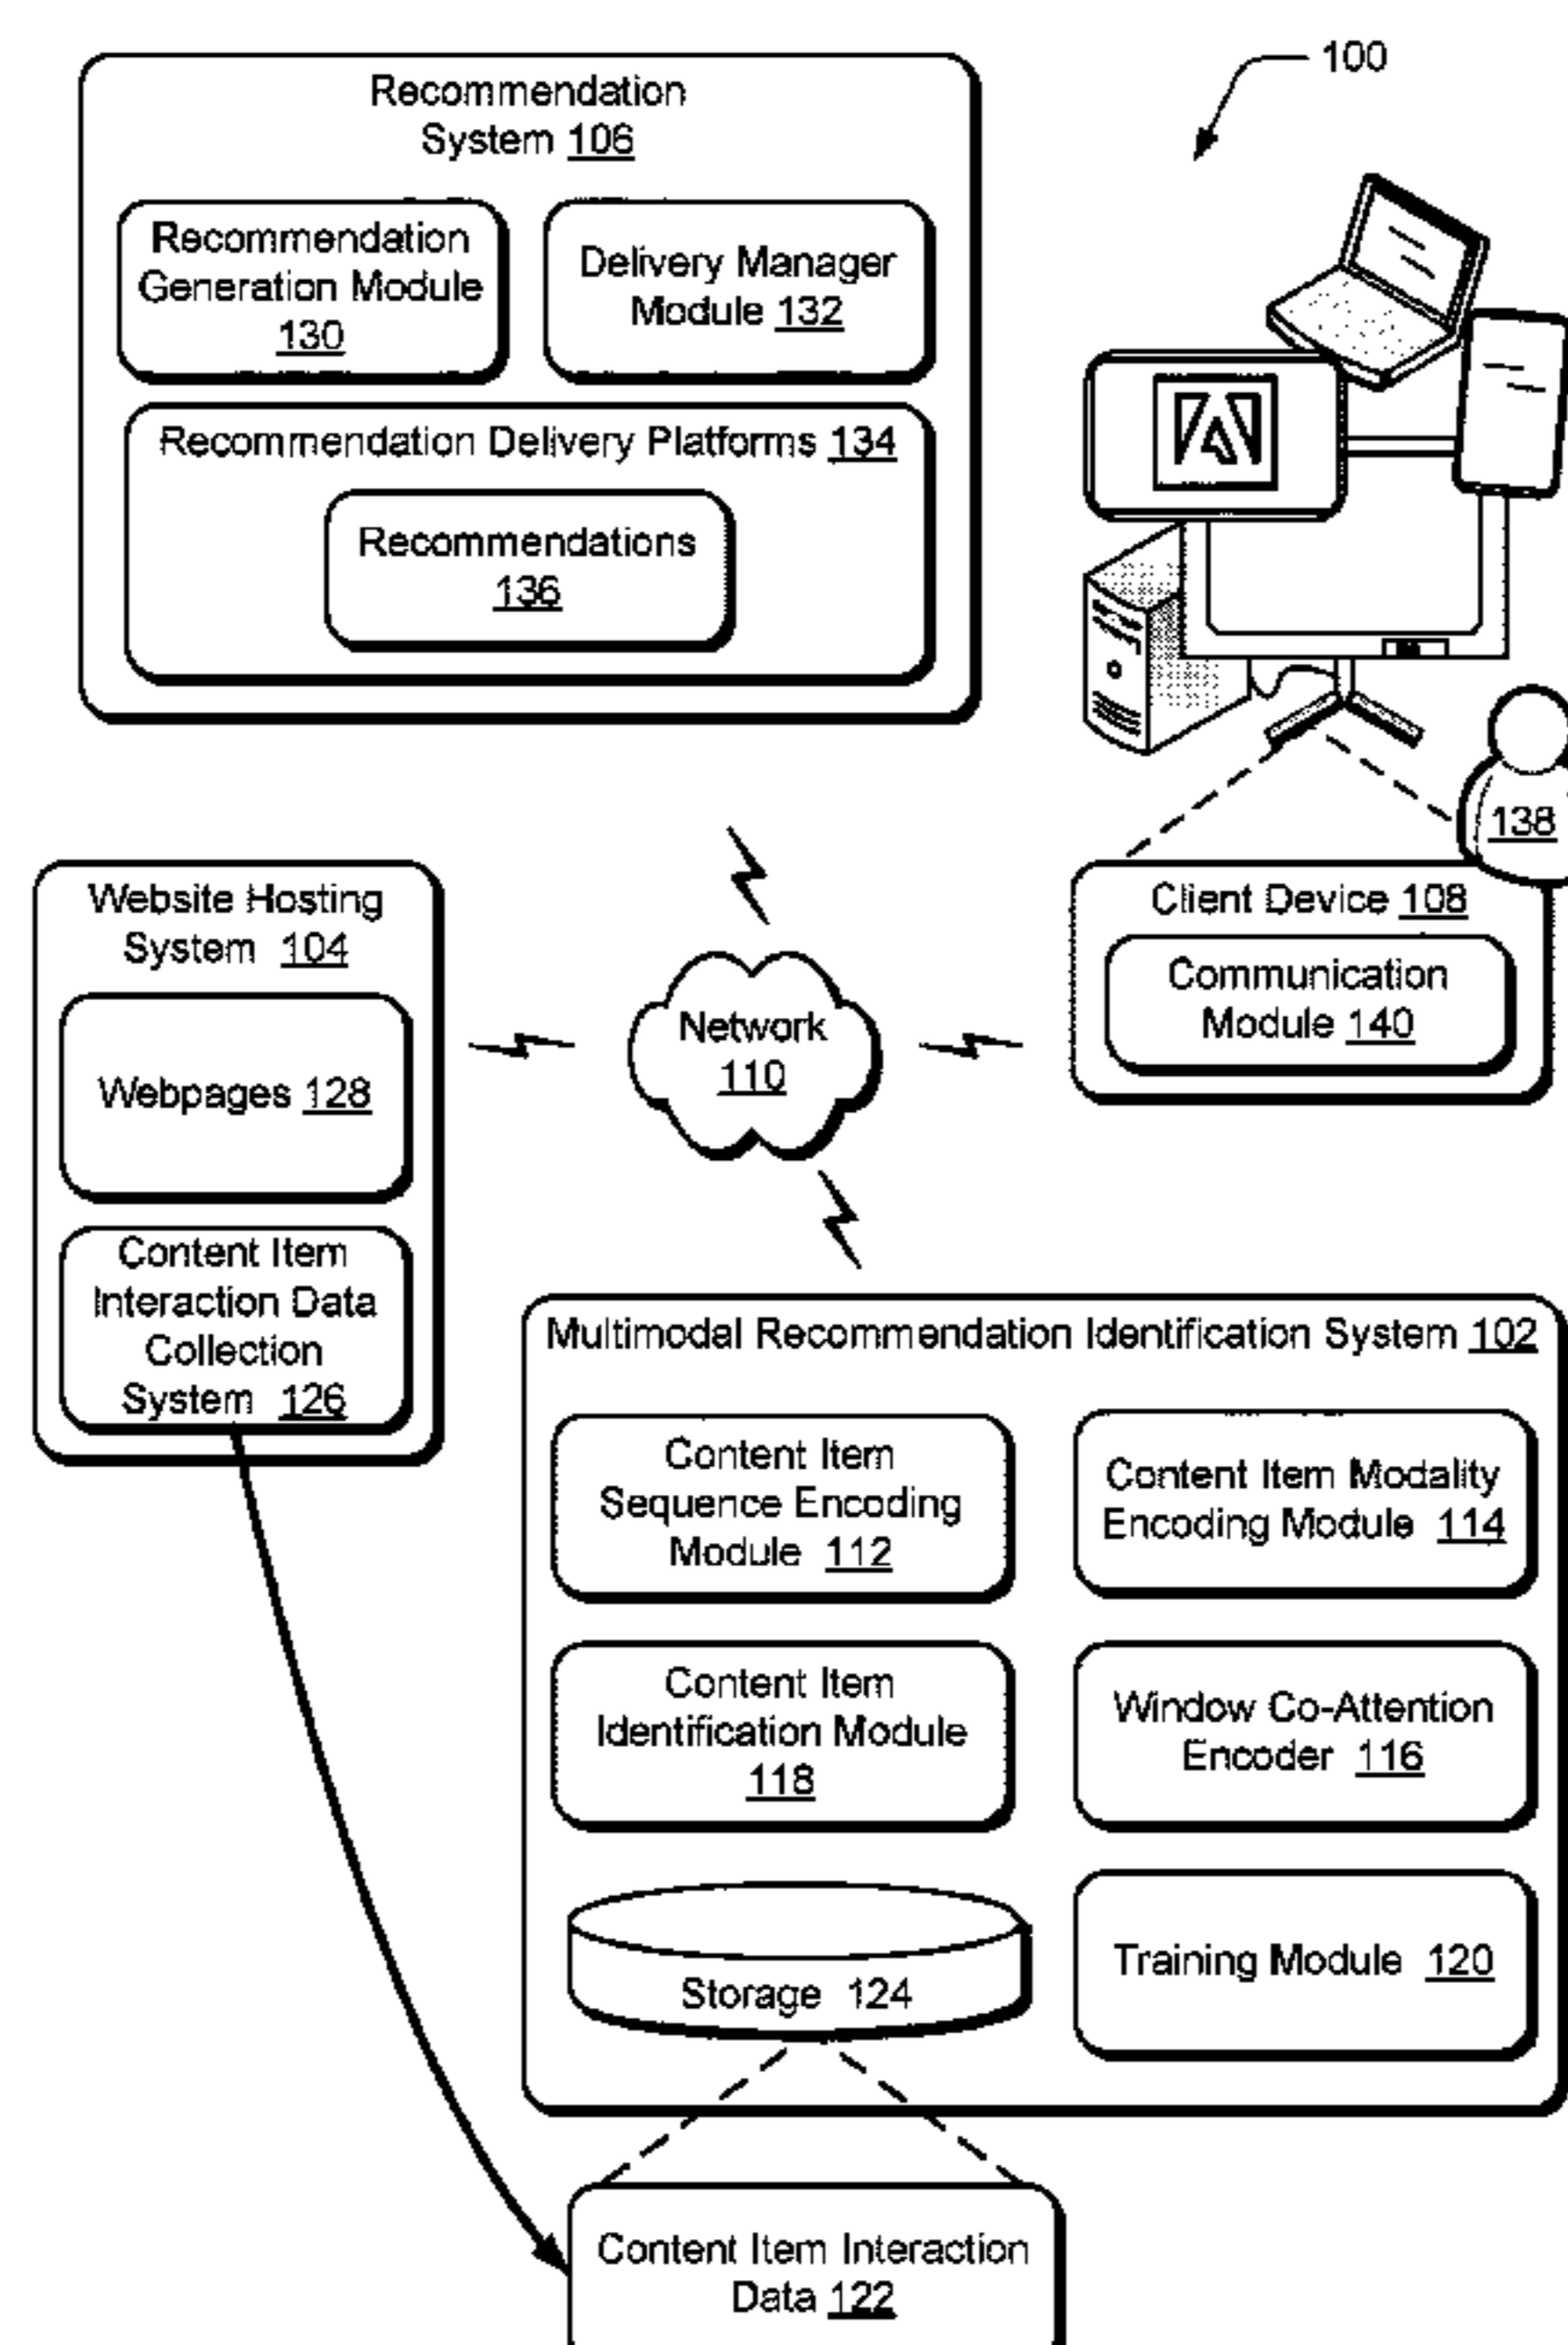 100
Recommendation
System 106
Recommendation
Generation Module
130
Delivery Manager
Module 132
Recommendation Delivery Platforms 134
Recommendations
136
138
Website Hosting
System 104
Webpages 128
Content Item
Interaction Data
Collection
System 126
Network
110
Client Device 108
Communication
Module 140
Multimodal Recommendation Identification System 102
Content Item
Sequence Encoding
Module 112
Content Item Modality
Encoding Module 114
Content Item
Identification Module
118
Window Co-Attention
Encoder 116
Storage 124
Training Module 120
Content Item Interaction
Data 122